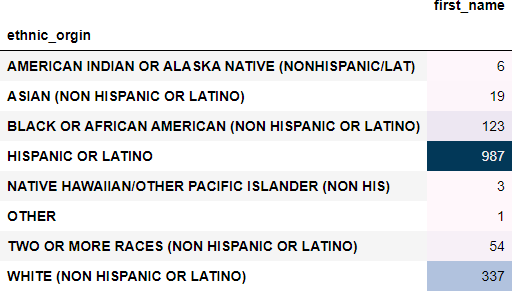 first_name
ethnic_orgin
AMERICAN INDIAN OR ALASKA NATIVE (NONHISPANIC/LAT) 6
ASIAN (NON HISPANIC OR LATINO) 19
BLACK OR AFRICAN AMERICAN (NON HISPANIC OR LATINO) 123
HISPANIC OR LATINO 987
NATIVE HAWAIIAN/OTHER PACIFIC ISLANDER (NON HIS) 3
OTHER 1
TWO OR MORE RACES (NON HISPANIC OR LATINO) 54
WHITE (NON HISPANIC OR LATINO) 337